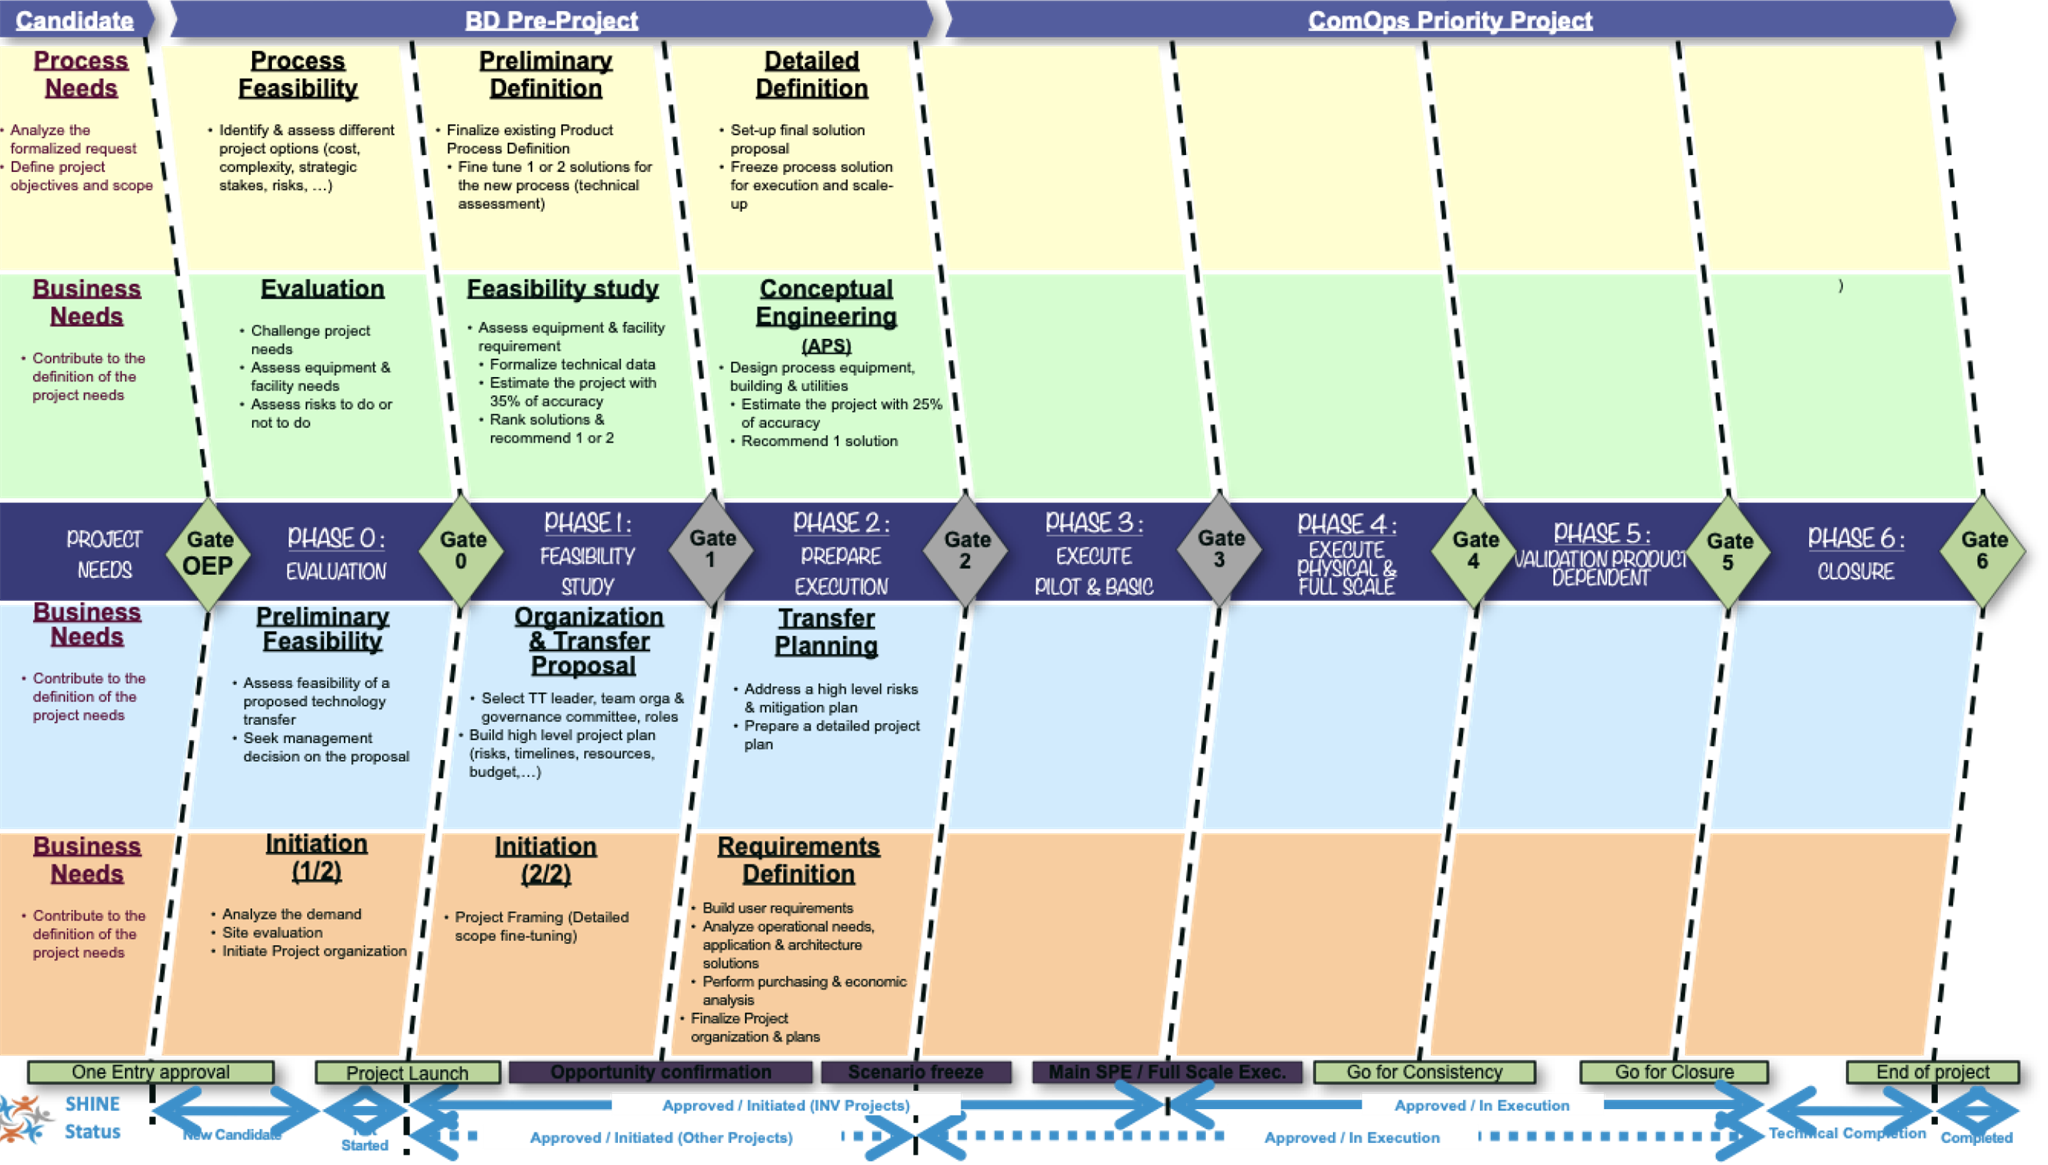 Candidate
BD Pre-Project
ComOps Priority Project
Process
Needs
• Analyze the
formalized request
• Define project
objectives and scope
Process
Feasibility
• Identify & assess different
project options (cost,
complexity, strategic
stakes, risks, …)
Preliminary
Definition
• Finalize existing Product
Process Definition
• Fine tune 1 or 2 solutions for
the new process (technical
assessment)
Detailed
Definition
• Set-up final solution
proposal
• Freeze process solution
for execution and scale-
up
Business
Needs
• Contribute to the
definition of the
project needs
Evaluation
• Challenge project
needs
• Assess equipment &
facility needs
• Assess risks to do or
not to do
Feasibility study
• Assess equipment & facility
requirement
• Formalize technical data
• Estimate the project with
35% of accuracy
• Rank solutions &
recommend 1 or 2
Conceptual
Engineering
(APS)
• Design process equipment,
building & utilities
• Estimate the project with 25%
of accuracy
• Recommend 1 solution
)
PROJECT
NEEDS
Gate
OEP
PHASE 0:
EVALUATION
Gate
0
PHASE 1:
FEASIBILITY
STUDY
Gate
1
PHASE 2:
PREPARE
EXECUTION
Gate
2
PHASE 3:
EXECUTE
PILOT & BASIC
Gate
3
PHASE 4:
EXECUTE
PHYSICAL &
FULL SCALE
Gate
4
PHASE 5:
VALIDATION PRODUCT
DEPENDENT
Gate
5
PHASE 6:
CLOSURE
Gate
6
Business
Needs
• Contribute to the
definition of the
project needs
Preliminary
Feasibility
• Assess feasibility of a
proposed technology
transfer
• Seek management
decision on the proposal
Organization
& Transfer
Proposal
• Select TT leader, team orga &
governance committee, roles
• Build high level project plan
(risks, timelines, resources,
budget,…)
Transfer
Planning
• Address a high level risks
& mitigation plan
• Prepare a detailed project
plan
Business
Needs
• Contribute to the
definition of the
project needs
Initiation
(1/2)
• Analyze the demand
• Site evaluation
• Initiate Project organization
Initiation
(2/2)
• Project Framing (Detailed
scope fine-tuning)
Requirements
Definition
• Build user requirements
• Analyze operational needs,
application & architecture
solutions
• Perform purchasing & economic
analysis
• Finalize Project
organization & plans
One Entry approval
Project Launch
Opportunity confirmation
Scenario freeze
Main SPE / Full Scale Exec.
Go for Consistency
Go for Closure
End of project
SHINE
Status
New Candidate
Started
Approved / Initiated (INV Projects)
Approved / In Execution
Approved / Initiated (Other Projects)
Approved / In Execution
Technical Completion
Completed